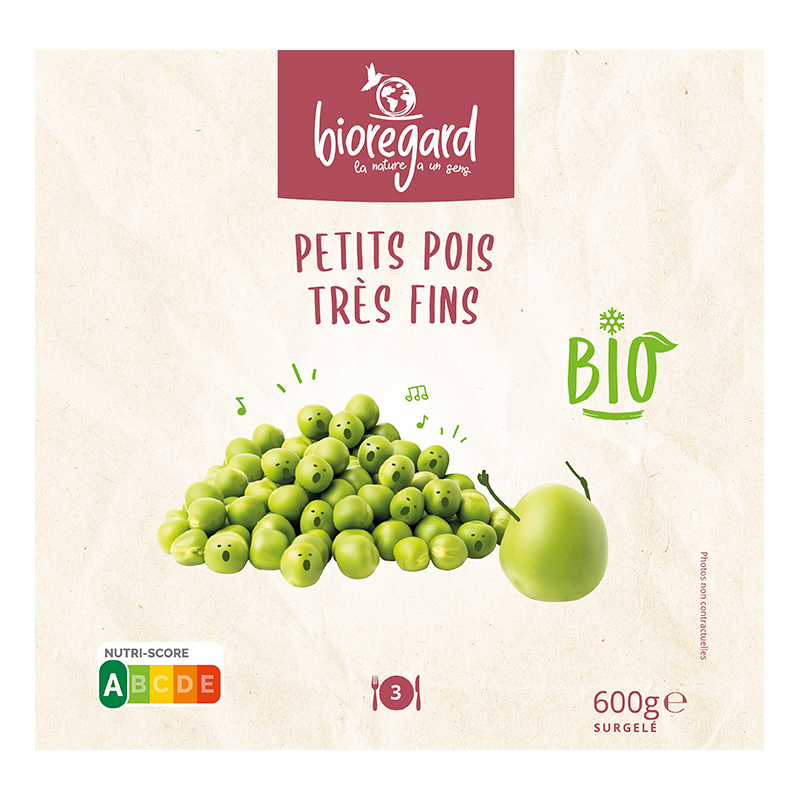 bioregard
la nature a un sens
PETITS POIS
TRÈS FINS
BIO
Photos non contractuelles
NUTRI-SCORE
A B C D E
3
600g e
SURGELÉ